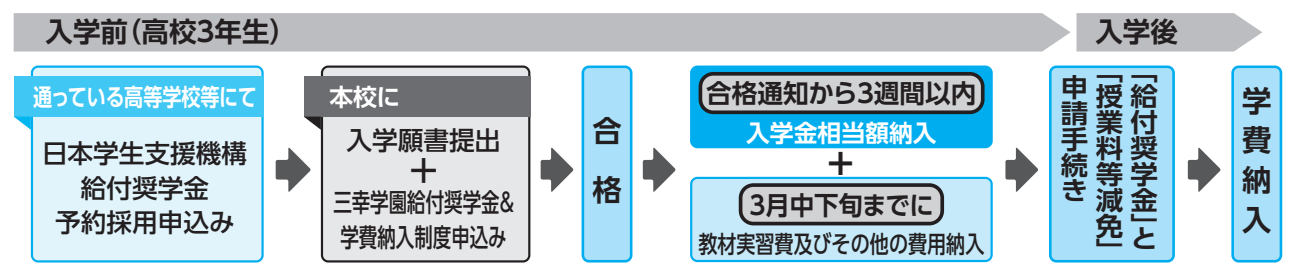 入学前(高校3年生)
入学後
通っている高等学校等にて
日本学生支援機構
給付奨学金
予約採用申込み
本校に
入学願書提出
+
三幸学園給付奨学金&
学費納入制度申込み
合格
合格通知から3週間以内
入学金相当額納入
+
3月中下旬までに
教材実習費及びその他の費用納入
「給付奨学金」と
「授業料等減免」
申請手続き
学費納入